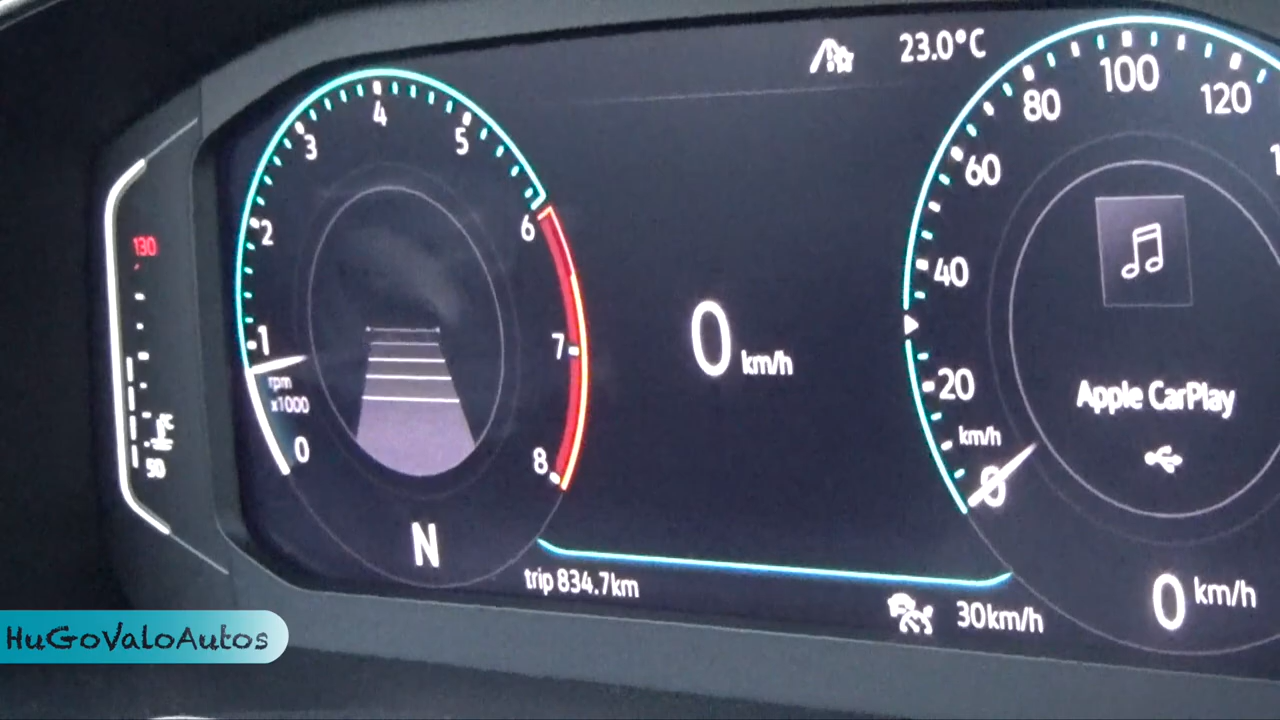 23.0°C
130
50
1
2
3
4
5
6
7
8
0
rpm
x1000
N
0 km/h
trip 834.7km
30km/h
0
20
40
60
80
100
120
km/h
Apple CarPlay
0 km/h
HuGoValoAutos